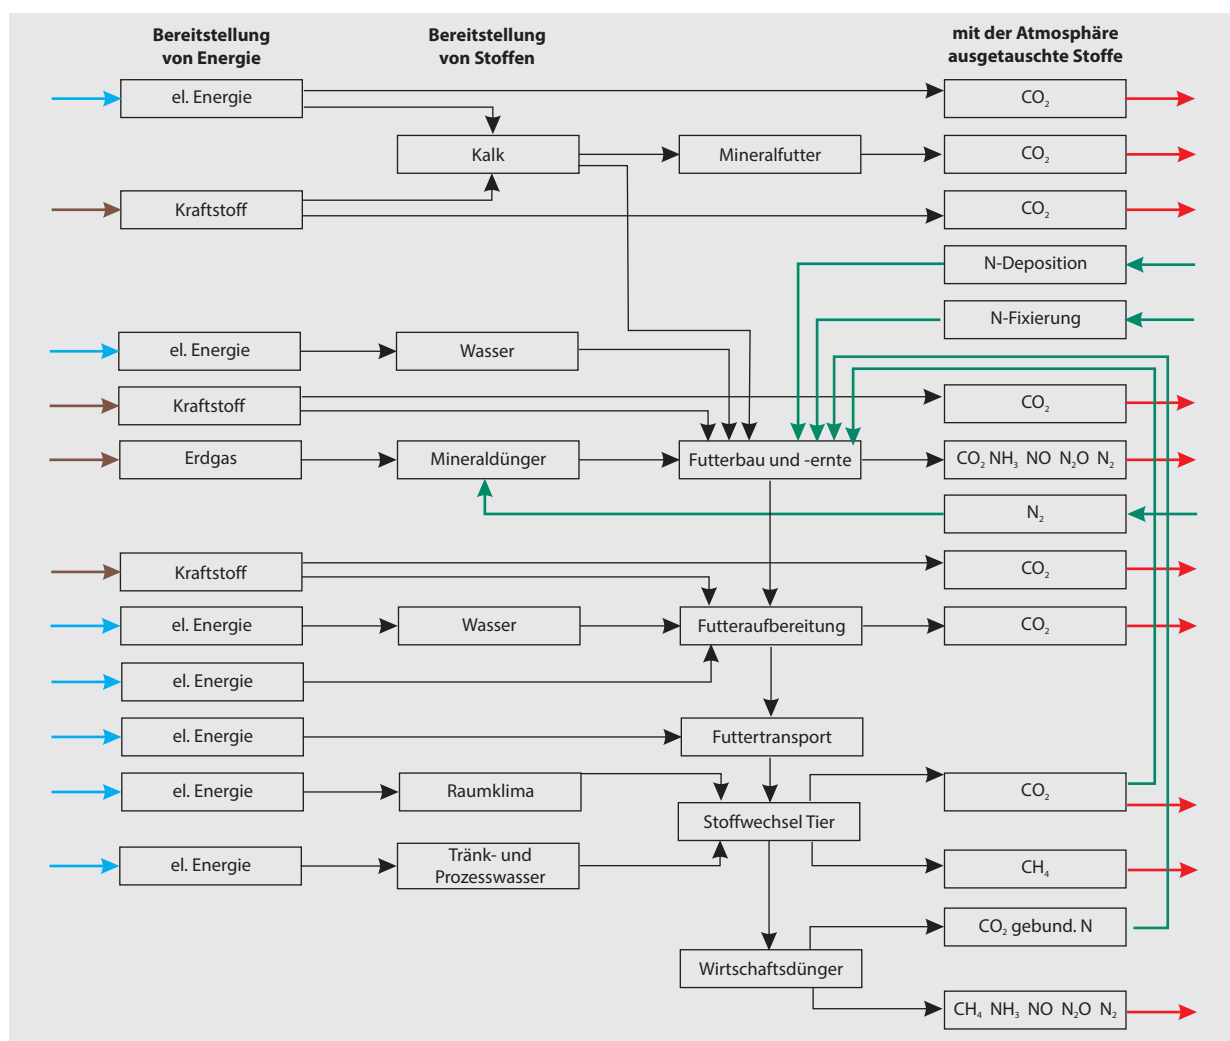 Bereitstellung
von Energie
Bereitstellung
von Stoffen
mit der Atmosphäre
ausgetauschte Stoffe
el. Energie
CO₂
Kalk
Mineralfutter
CO₂
Kraftstoff
CO₂
N-Deposition
N-Fixierung
el. Energie
Wasser
Kraftstoff
CO₂
Erdgas
Mineraldünger
Futterbau und -ernte
CO₂ NH₃ NO N₂O N₂
N₂
Kraftstoff
CO₂
el. Energie
Wasser
Futteraufbereitung
CO₂
el. Energie
el. Energie
Futtertransport
el. Energie
Raumklima
CO₂
Stoffwechsel Tier
el. Energie
Tränk- und
Prozesswasser
CH₄
CO₂ gebund. N
Wirtschaftsdünger
CH₄ NH₃ NO N₂O N₂